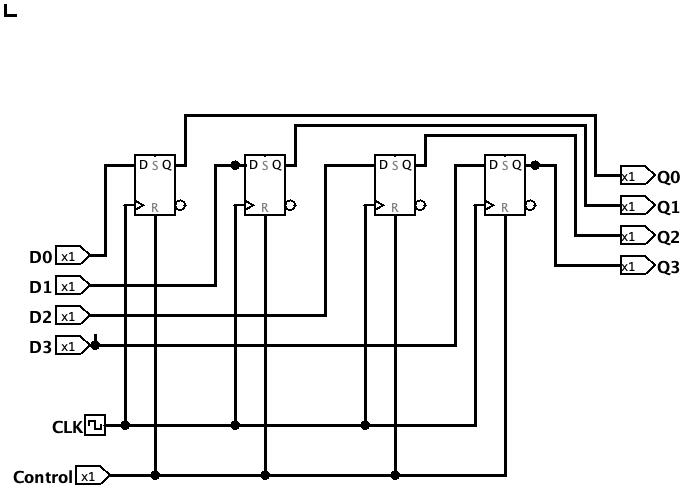 D S Q D S Q D S Q D S Q
x1 Q0
R R R R
x1 Q1
x1 Q2
D0 x1
x1 Q3
D1 x1
D2 x1
D3 x1
CLK
Control x1